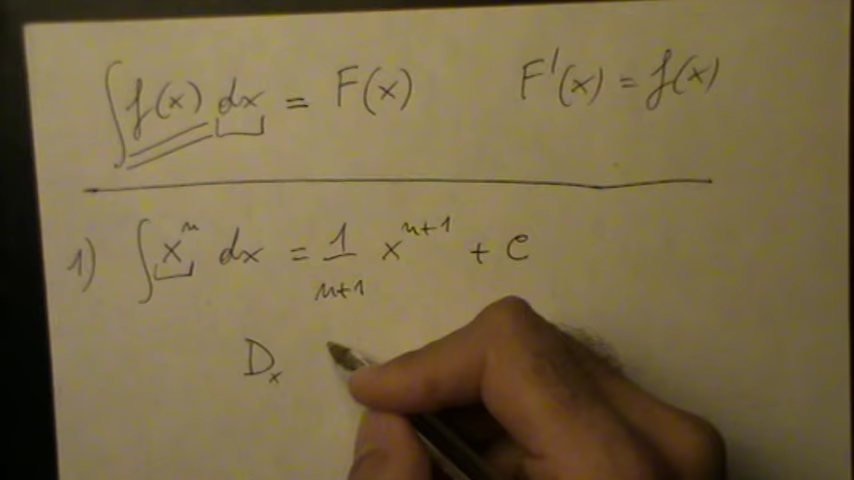 ∫ f(x) dx = F(x) F'(x) = f(x)
1) ∫ xⁿ dx = 1/(n+1) xⁿ⁺¹ + c
Dₓ